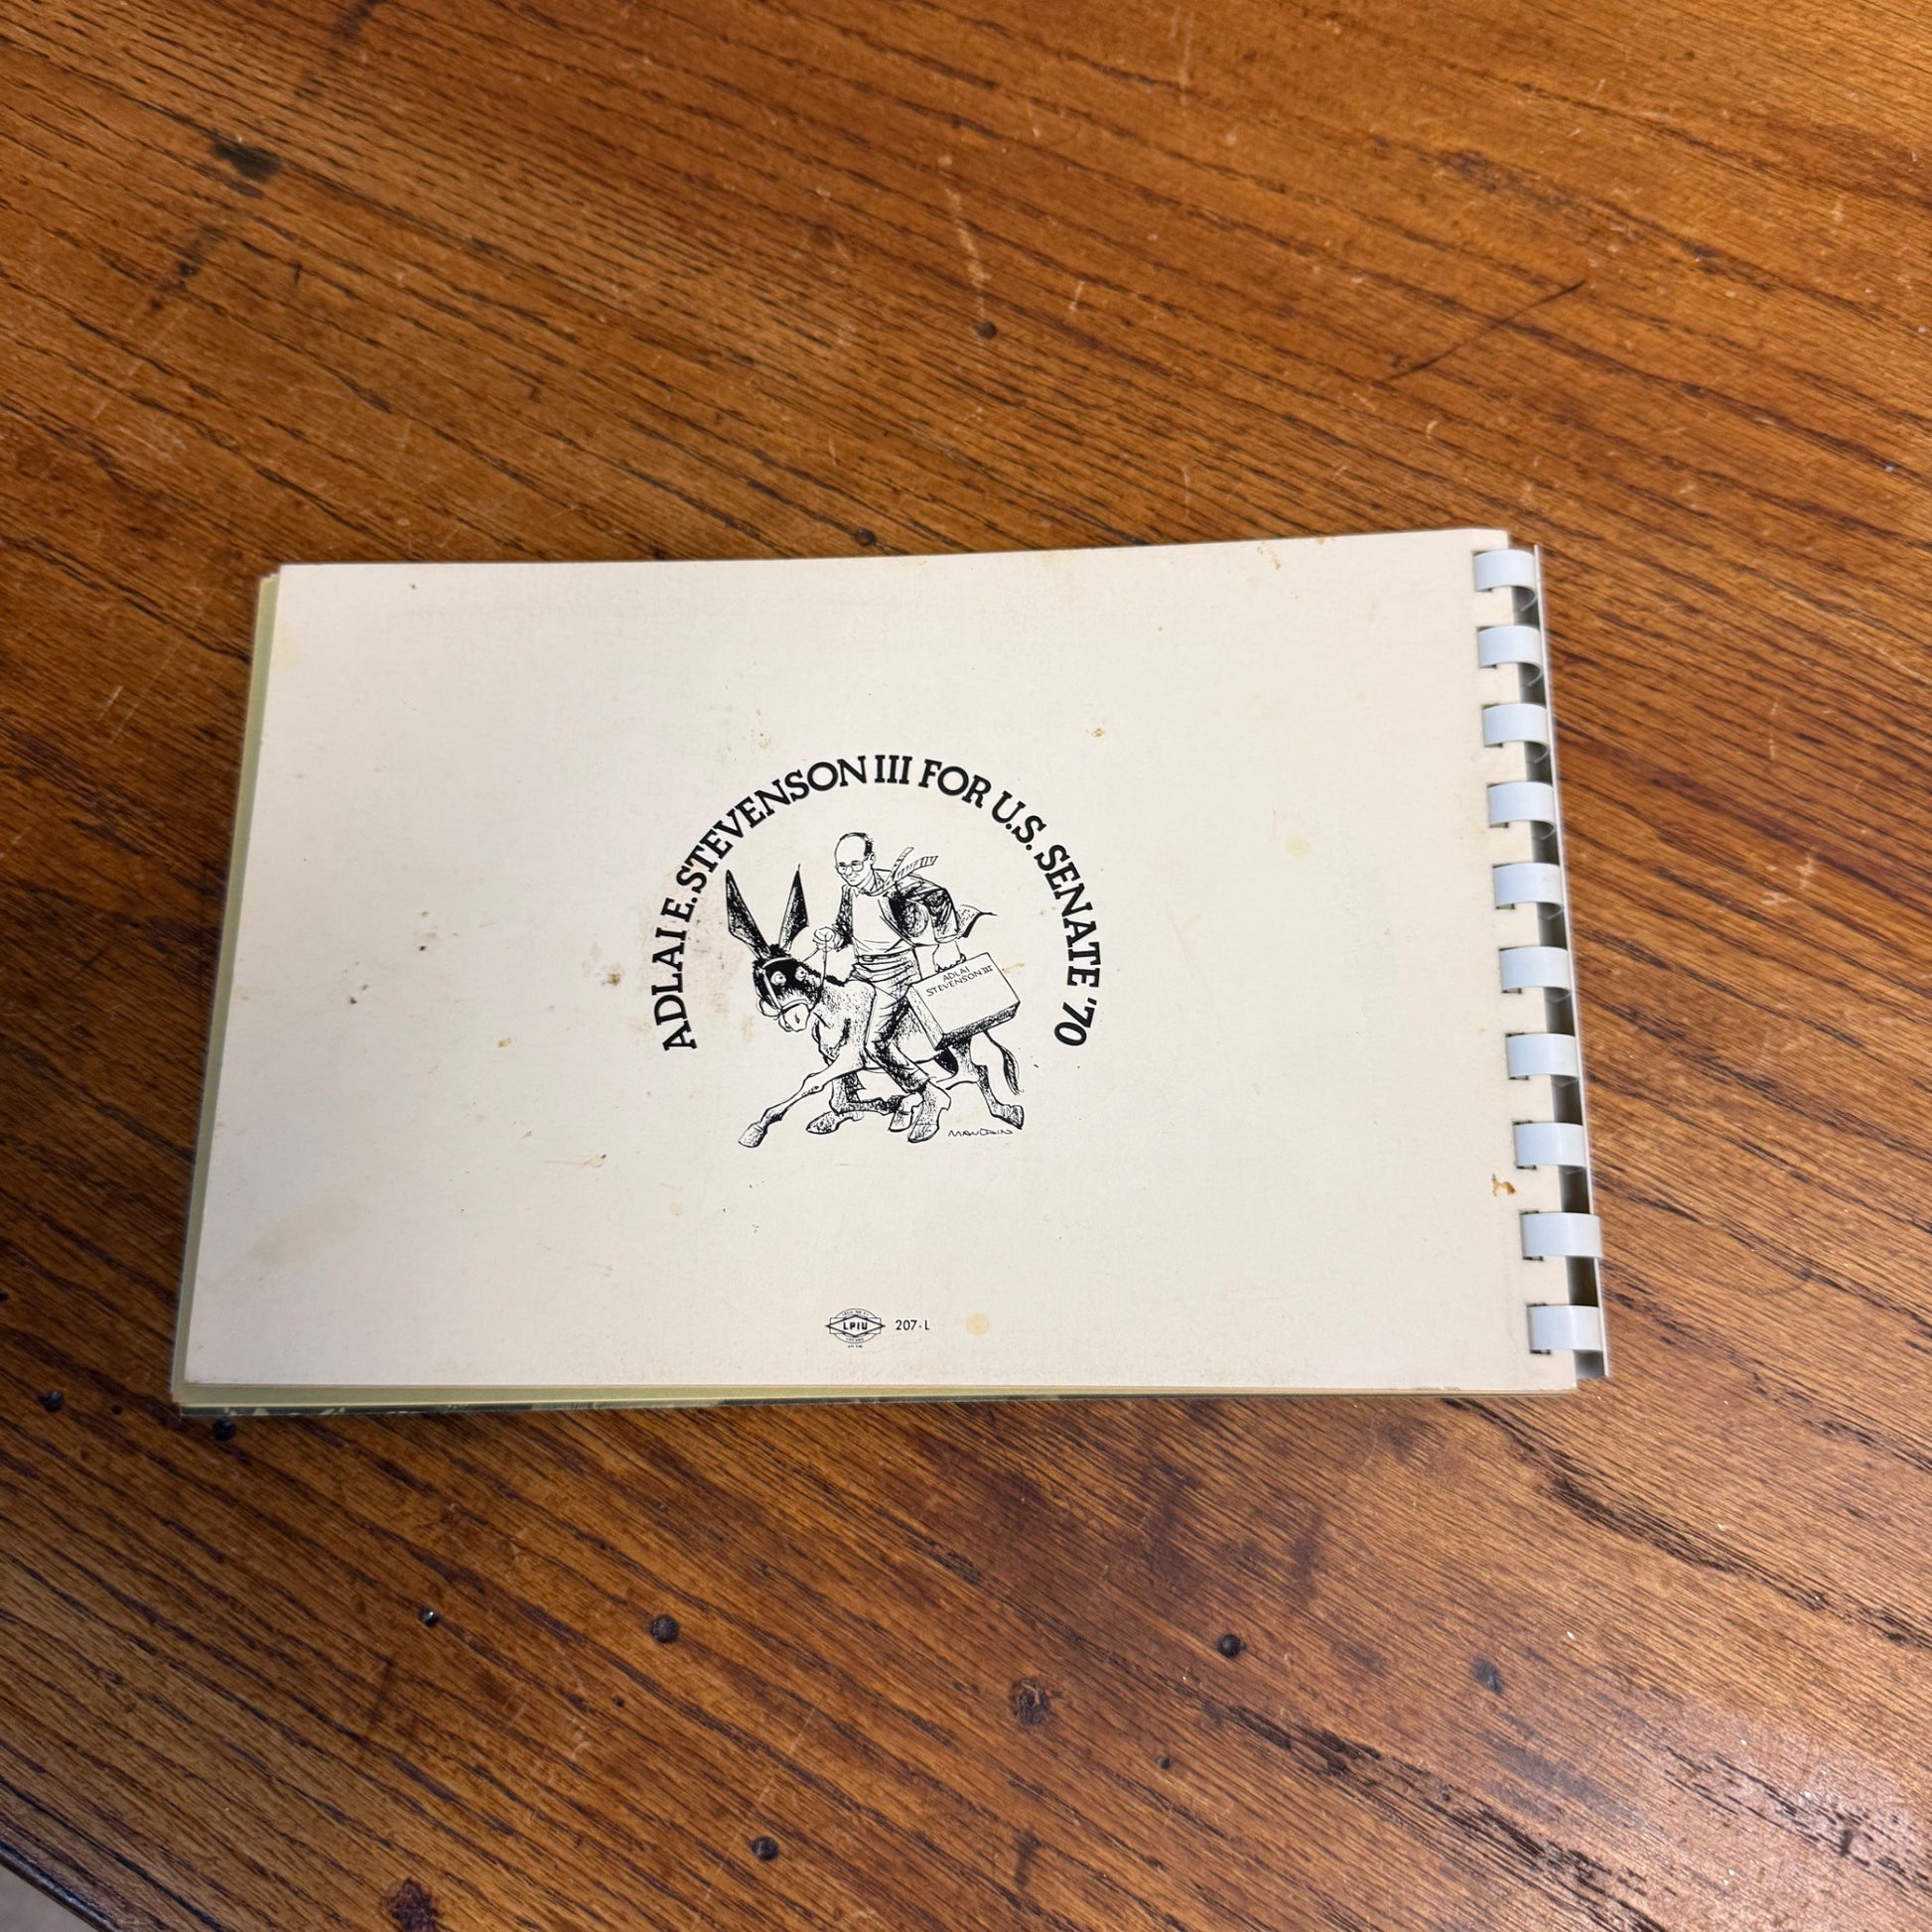 ADLAI E. STEVENSON III FOR U.S. SENATE '70
ADLAI
STEVENSON III
MAULDIN
LPIU 207-L